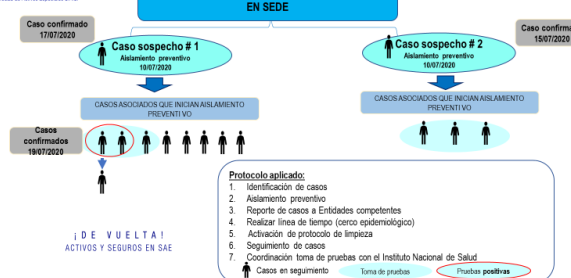 EN SEDE
Caso confirmado
17/07/2020
Caso sospecho # 1
Aislamiento preventivo
10/07/2020
Caso confirma
15/07/2020
Caso sospecho # 2
Aislamiento preventivo
10/07/2020
CASOS ASOCIADOS QUE INICIAN AISLAMIENTO
PREVENTI VO
CASOS ASOCIADOS QUE INICIAN AISLAMIENTO
PREVENTI VO
Casos
confirmados
19/07/2020
Protocolo aplicado:
1. Identificación de casos
2. Aislamiento preventivo
3. Reporte de casos a Entidades competentes
4. Realizar línea de tiempo (cerco epidemiológico)
5. Activación de protocolo de limpieza
6. Seguimiento de casos
7. Coordinación toma de pruebas con el Instituto Nacional de Salud
Casos en seguimiento
Toma de pruebas
Pruebas positivas
¡DE VUELTA!
ACTIVOS Y SEGUROS EN SAE